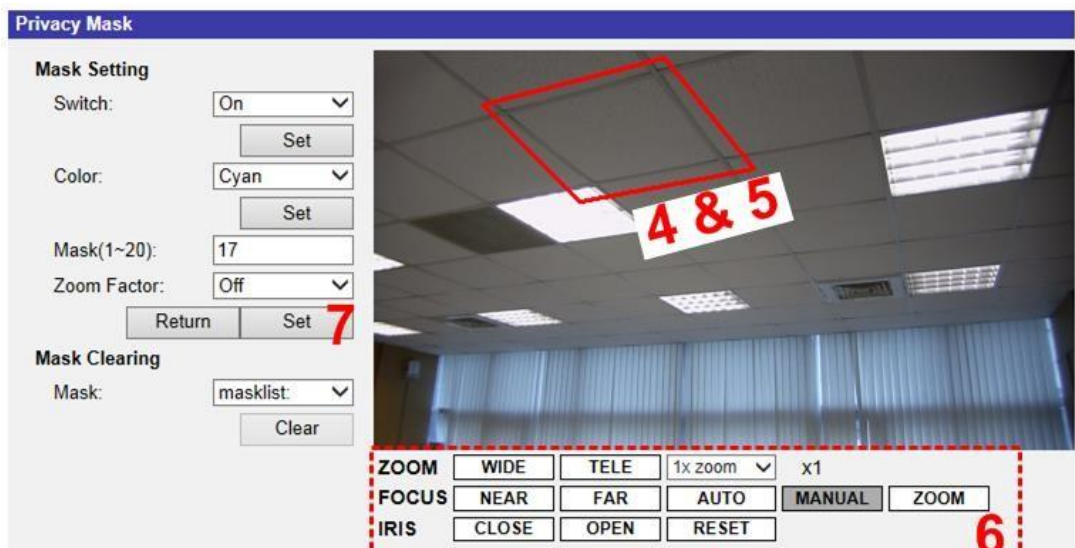 Privacy Mask
Mask Setting
Switch: On
Set
Color: Cyan
Set
Mask(1~20): 17
Zoom Factor: Off
Return Set 7
Mask Clearing
Mask: masklist:
Clear
4 & 5
ZOOM WIDE TELE 1x zoom x1
FOCUS NEAR FAR AUTO MANUAL ZOOM
IRIS CLOSE OPEN RESET 6